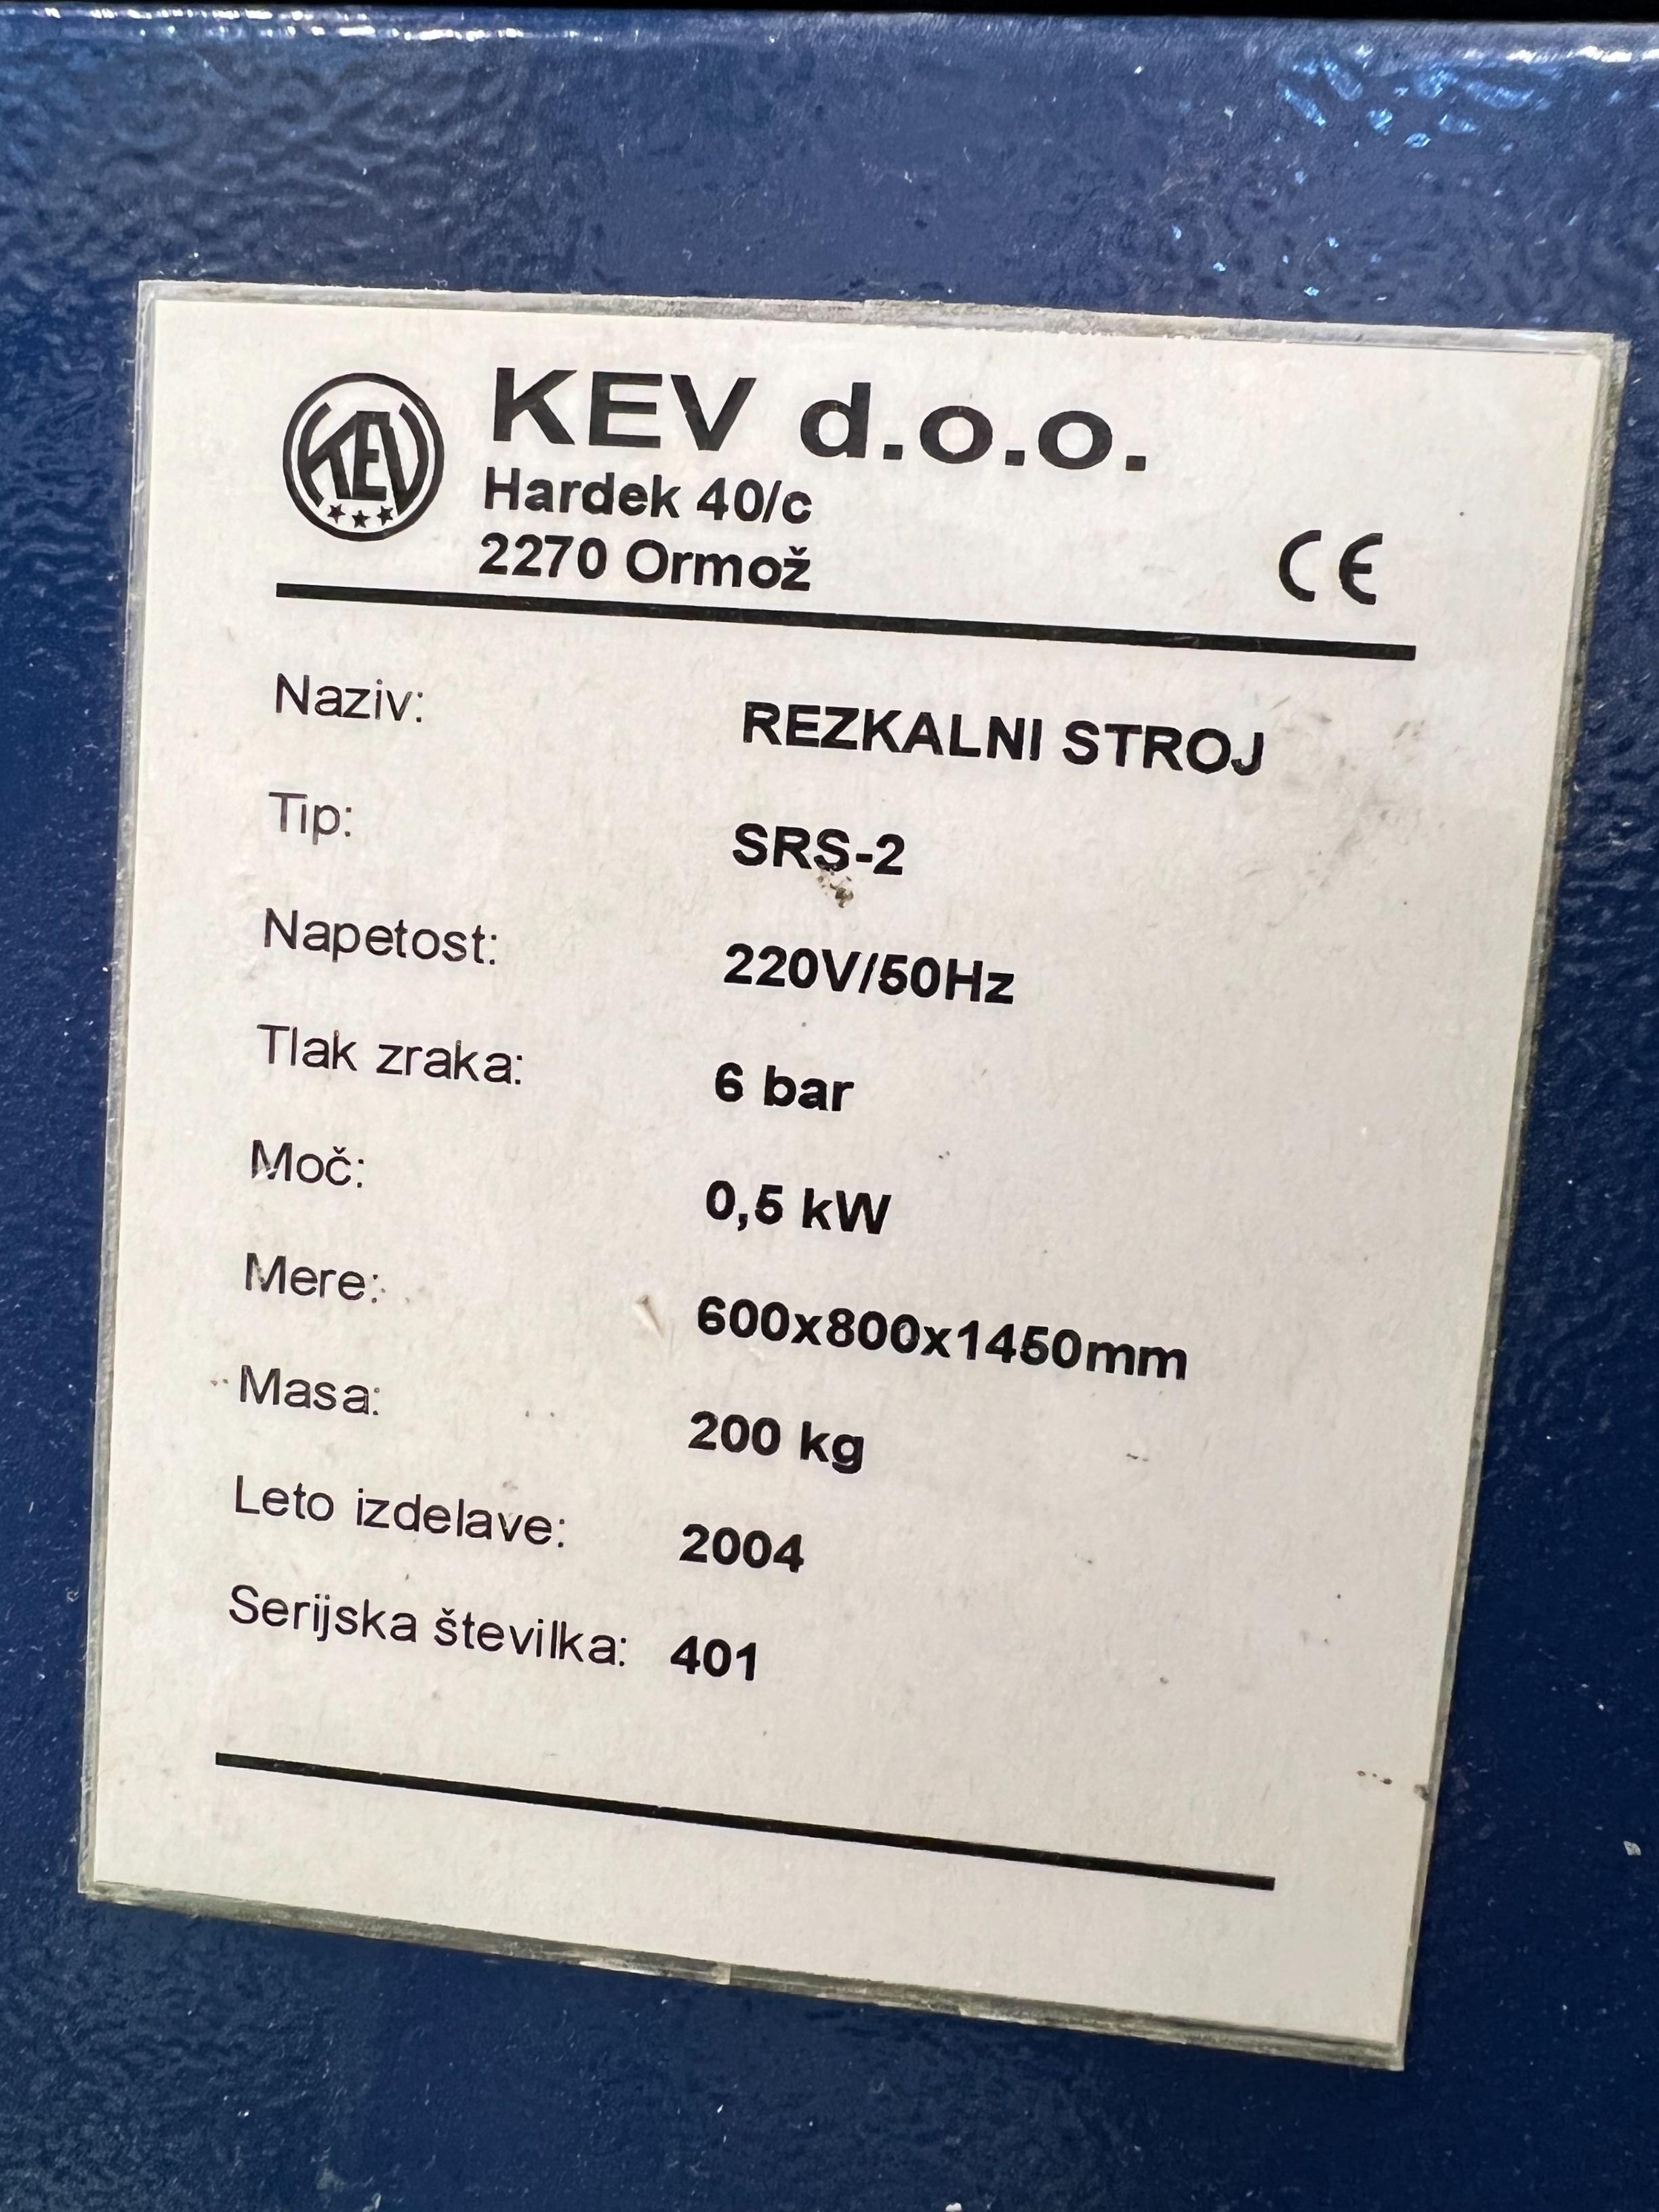 KEV
KEV d.o.o.
Hardek 40/c
2270 Ormož
CE
Naziv: REZKALNI STROJ
Tip: SRS-2
Napetost: 220V/50Hz
Tlak zraka: 6 bar
Moč: 0,5 kW
Mere: 600x800x1450mm
Masa: 200 kg
Leto izdelave: 2004
Serijska številka: 401